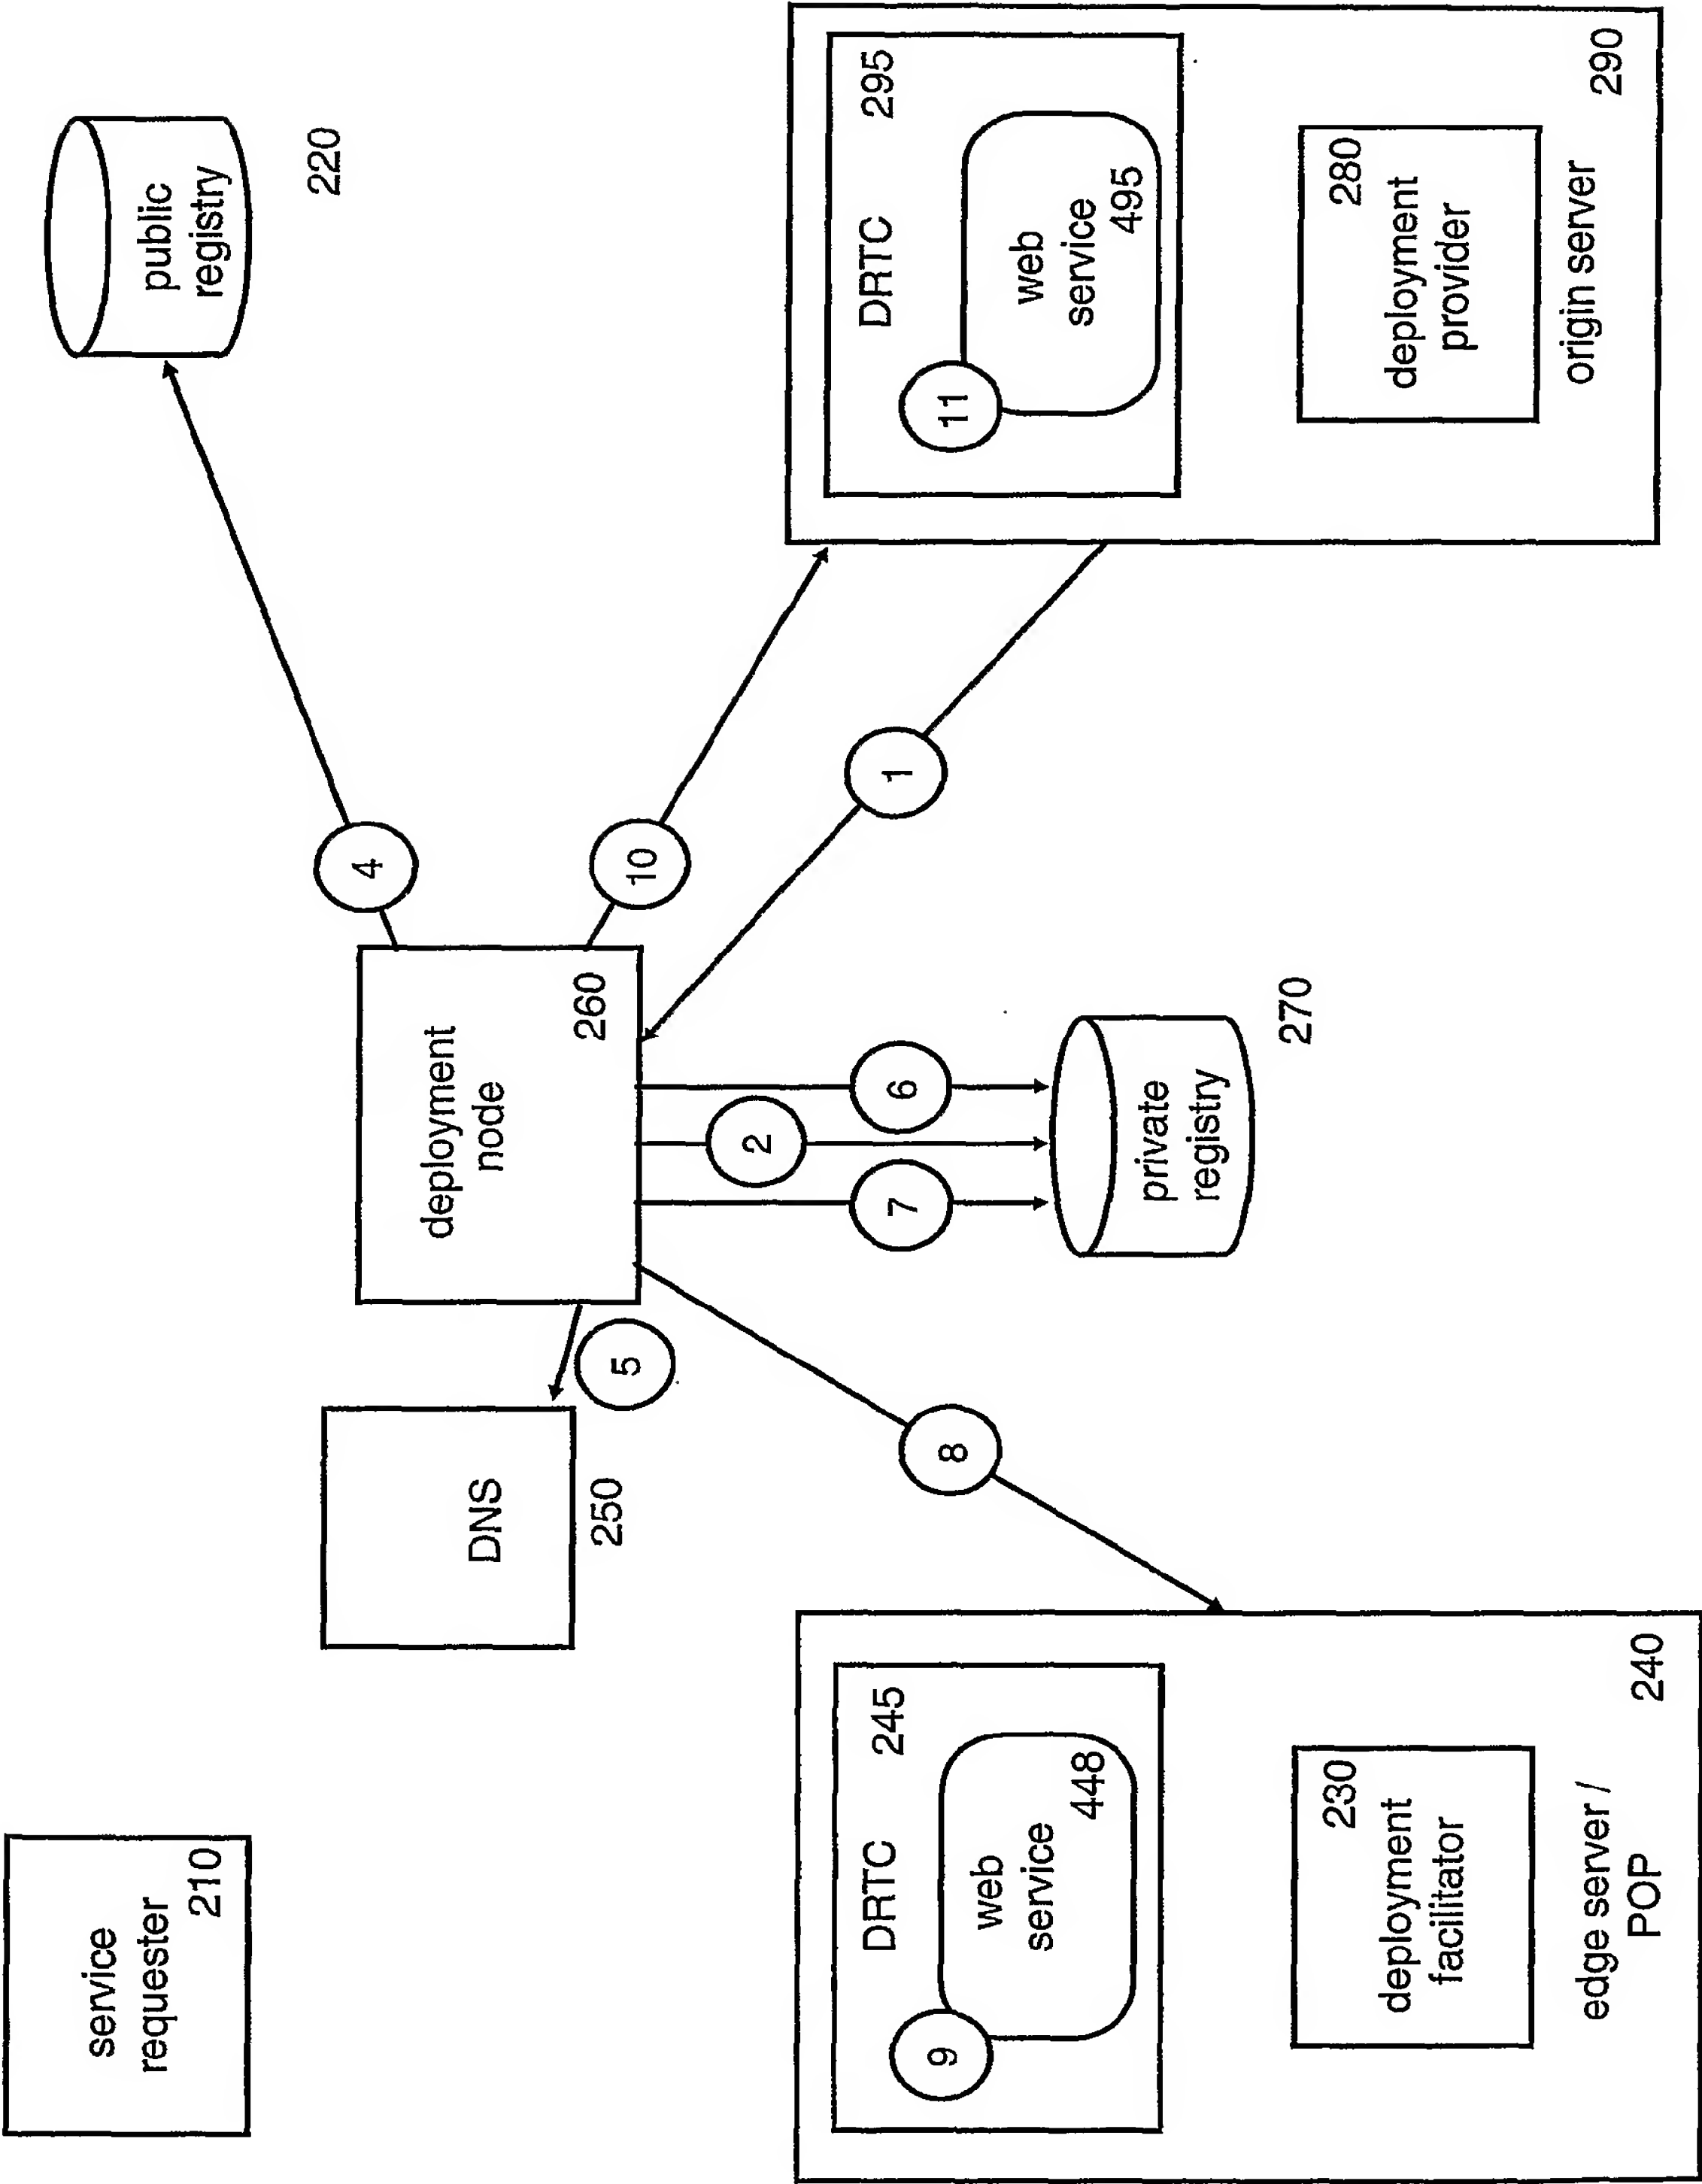 service
requester
210
public
registry
220
DNS
250
deployment
node
260
4
5
10
1
6
2
7
8
private
registry
270
DRTC
245
web
service
448
9
230
deployment
facilitator
edge server /
POP
240
DRTC
295
web
service
495
11
280
deployment
provider
origin server
290